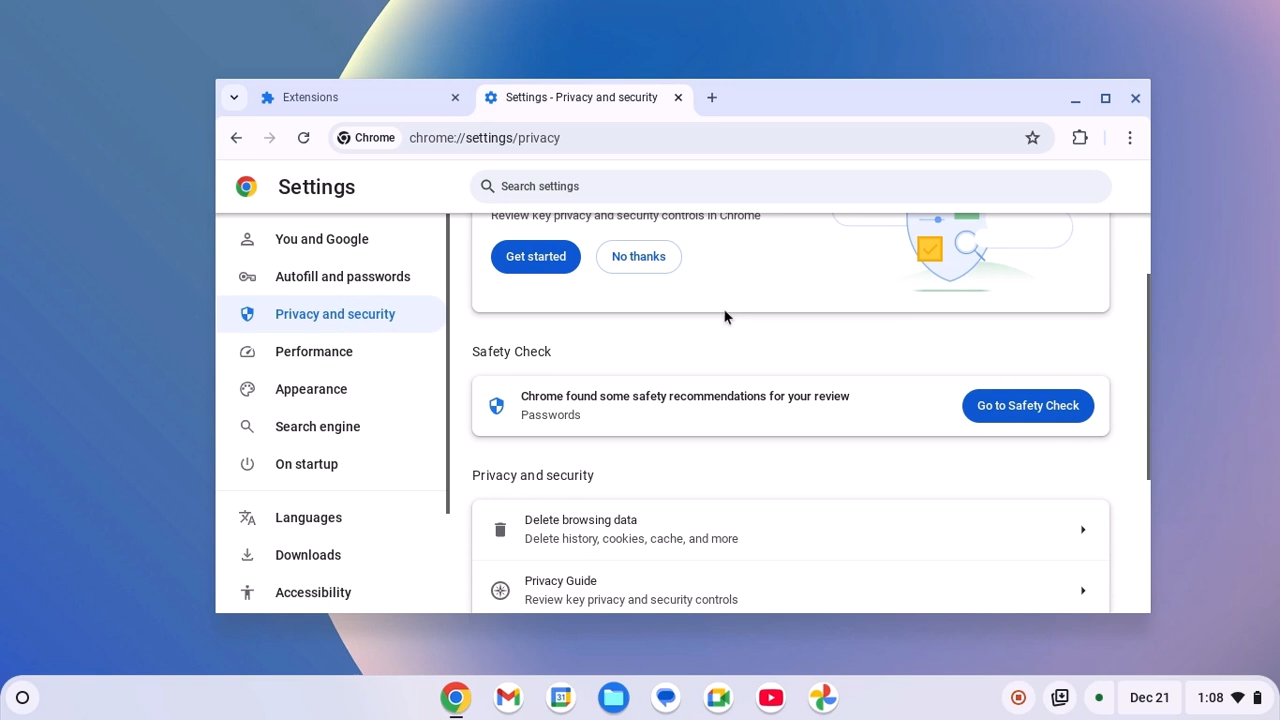 Extensions
Settings - Privacy and security
Chrome
chrome://settings/privacy
Settings
Search settings
You and Google
Autofill and passwords
Privacy and security
Performance
Appearance
Search engine
On startup
Languages
Downloads
Accessibility
Review key privacy and security controls in Chrome
Get started
No thanks
Safety Check
Chrome found some safety recommendations for your review
Passwords
Go to Safety Check
Privacy and security
Delete browsing data
Delete history, cookies, cache, and more
Privacy Guide
Review key privacy and security controls
31
Dec 21
1:08